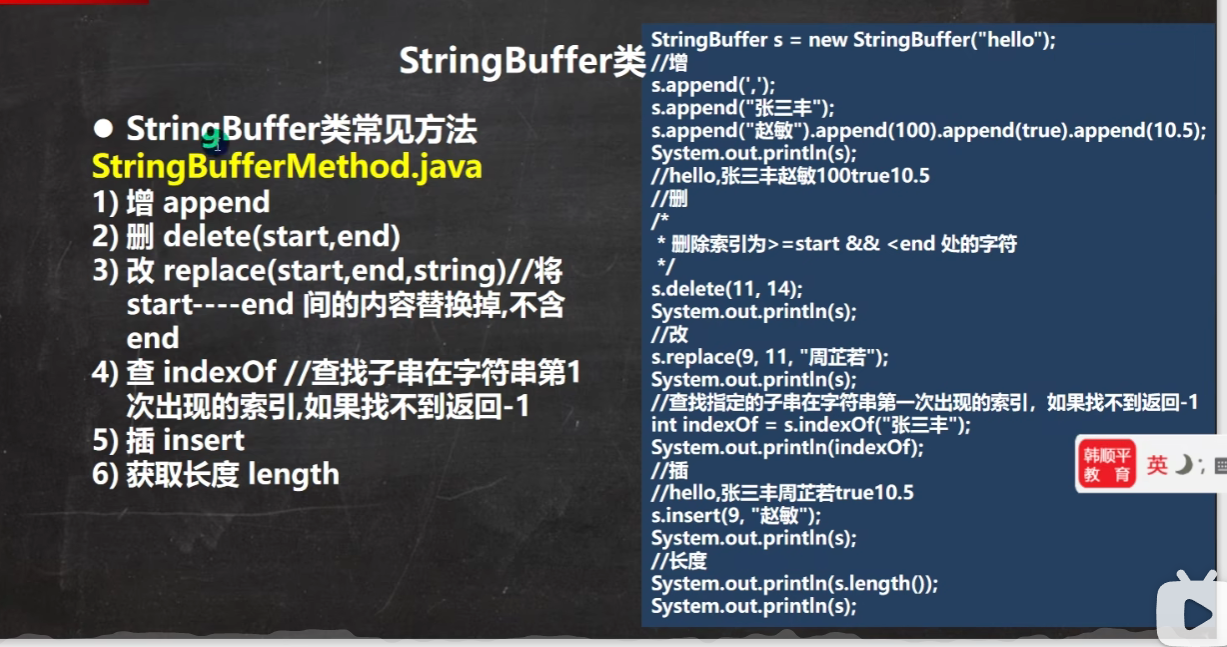 StringBuffer类
● StringBuffer类常见方法
StringBufferMethod.java
1) 增 append
2) 删 delete(start,end)
3) 改 replace(start,end,string)//将
start----end 间的内容替换掉,不含
end
4) 查 indexOf //查找子串在字符串第1
次出现的索引,如果找不到返回-1
5) 插 insert
6) 获取长度 length
StringBuffer s = new StringBuffer("hello");
//增
s.append(',');
s.append("张三丰");
s.append("赵敏").append(100).append(true).append(10.5);
System.out.println(s);
//hello,张三丰赵敏100true10.5
//删
/*
* 删除索引为>=start && <end 处的字符
*/
s.delete(11, 14);
System.out.println(s);
//改
s.replace(9, 11, "周芷若");
System.out.println(s);
//查找指定的子串在字符串第一次出现的索引，如果找不到返回-1
int indexOf = s.indexOf("张三丰");
System.out.println(indexOf);
//插
//hello,张三丰周芷若true10.5
s.insert(9, "赵敏");
System.out.println(s);
//长度
System.out.println(s.length());
System.out.println(s);
韩顺平
教 育
英
9